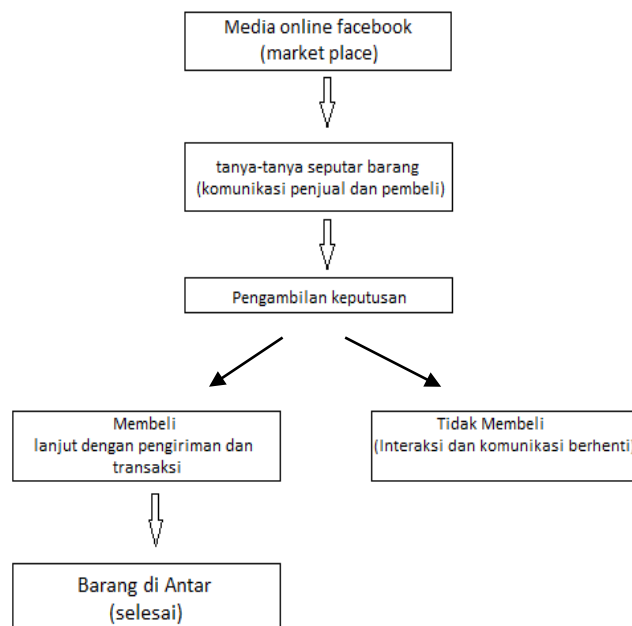 Media online facebook
(market place)
tanya-tanya seputar barang
(komunikasi penjual dan pembeli)
Pengambilan keputusan
Membeli
lanjut dengan pengiriman dan
transaksi
Tidak Membeli
(Interaksi dan komunikasi berhenti)
Barang di Antar
(selesai)